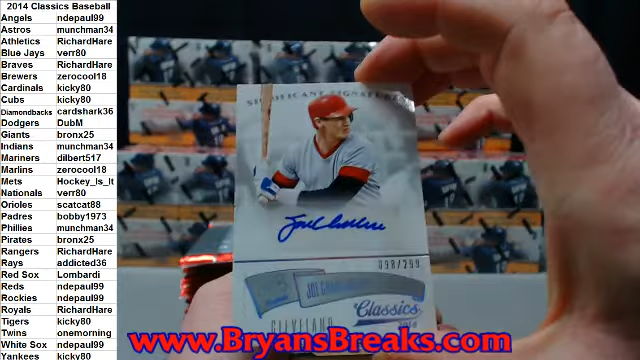 2014 Classics Baseball
Angels ndepaul99
Astros munchman34
Athletics RichardHare
Blue Jays verr80
Braves RichardHare
Brewers zerocool18
Cardinals kicky80
Cubs kicky80
Diamondbacks cardshark36
Dodgers DubM
Giants bronx25
Indians munchman34
Mariners dilbert517
Marlins zerocool18
Mets Hockey_Is_It
Nationals verr80
Orioles scatcat88
Padres bobby1973
Phillies munchman34
Pirates bronx25
Rangers RichardHare
Rays addicted36
Red Sox Lombardi
Reds ndepaul99
Rockies ndepaul99
Royals RichardHare
Tigers kicky80
Twins onemorning
White Sox ndepaul99
Yankees kicky80
SIGNIFICANT SIGNATURES
098/299
JOE
Classics
CLEVELAND
www.BryansBreaks.com